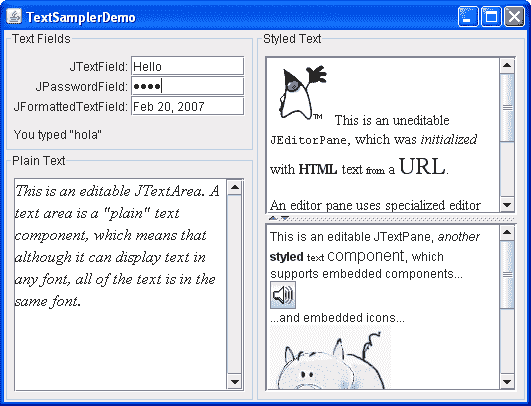 TextSamplerDemo
Text Fields
JTextField: Hello
JPasswordField: ●●●●
JFormattedTextField: Feb 20, 2007
You typed "hola"
Plain Text
This is an editable JTextArea. A
text area is a "plain" text
component, which means that
although it can display text in
any font, all of the text is in the
same font.
Styled Text
TM This is an uneditable
JEditorPane, which was initialized
with HTML text from a URL.
An editor pane uses specialized editor
This is an editable JTextPane, another
styled text component, which
supports embedded components...
...and embedded icons...